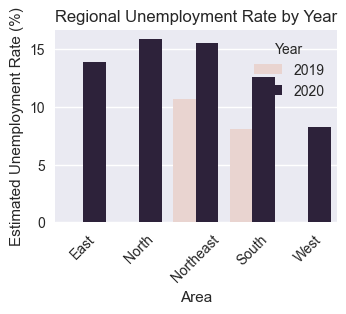 Regional Unemployment Rate by Year
Estimated Unemployment Rate (%)
15
10
5
0
Year
2019
2020
East
North
Northeast
South
West
Area